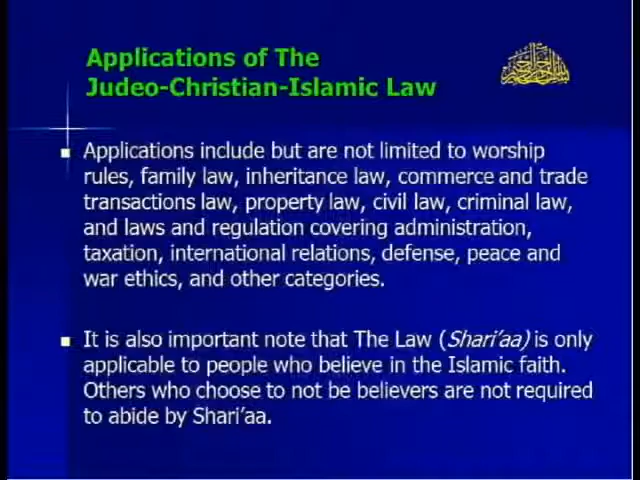 Applications of The
Judeo-Christian-Islamic Law
Applications include but are not limited to worship
rules, family law, inheritance law, commerce and trade
transactions law, property law, civil law, criminal law,
and laws and regulation covering administration,
taxation, international relations, defense, peace and
war ethics, and other categories.
It is also important note that The Law (Shari'aa) is only
applicable to people who believe in the Islamic faith.
Others who choose to not be believers are not required
to abide by Shari'aa.